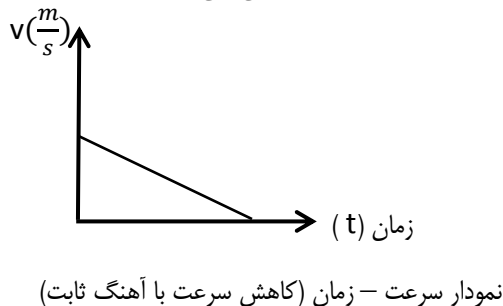 v(m/s)
زمان (t )
نمودار سرعت – زمان (کاهش سرعت با آهنگ ثابت)